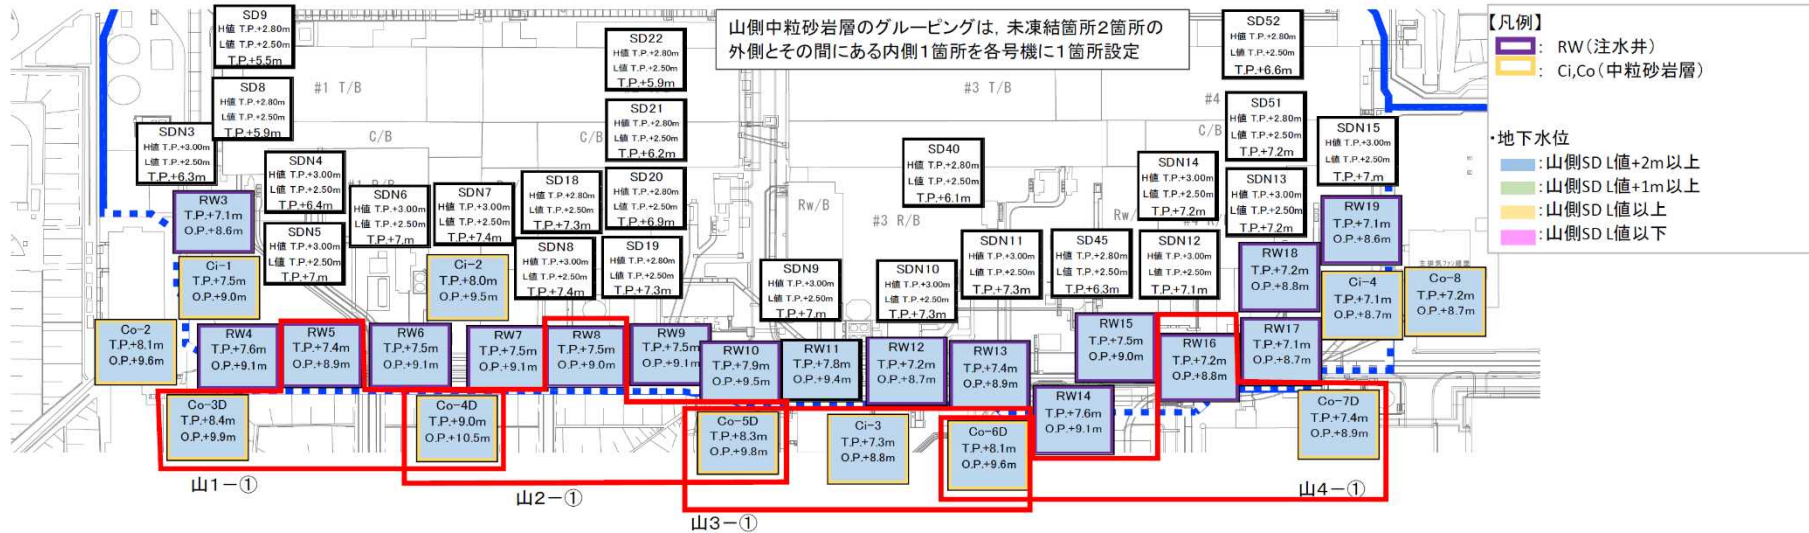 山側中粒砂岩層のグルーピングは，未凍結箇所2箇所の
外側とその間にある内側1箇所を各号機に1箇所設定
【凡例】
： RW（注水井）
： Ci,Co（中粒砂岩層）
・地下水位
：山側SD L値+2m以上
：山側SD L値+1m以上
：山側SD L値以上
：山側SD L値以下
SD9
H値 T.P.+2.80m
L値 T.P.+2.50m
T.P.+5.5m
SD8
H値 T.P.+2.80m
L値 T.P.+2.50m
T.P.+5.9m
SDN3
H値 T.P.+3.00m
L値 T.P.+2.50m
T.P.+6.3m
SDN4
H値 T.P.+3.00m
L値 T.P.+2.50m
T.P.+6.4m
SDN5
H値 T.P.+3.00m
L値 T.P.+2.50m
T.P.+7.m
SDN6
H値 T.P.+3.00m
L値 T.P.+2.50m
T.P.+7.m
SDN7
H値 T.P.+3.00m
L値 T.P.+2.50m
T.P.+7.4m
SD18
H値 T.P.+2.80m
L値 T.P.+2.50m
T.P.+7.3m
SDN8
H値 T.P.+3.00m
L値 T.P.+2.50m
T.P.+7.4m
SD22
H値 T.P.+2.80m
L値 T.P.+2.50m
T.P.+5.9m
SD21
H値 T.P.+2.80m
L値 T.P.+2.50m
T.P.+6.2m
SD20
H値 T.P.+2.80m
L値 T.P.+2.50m
T.P.+6.9m
SD19
H値 T.P.+2.80m
L値 T.P.+2.50m
T.P.+7.3m
SDN9
H値 T.P.+3.00m
L値 T.P.+2.50m
T.P.+7.m
SD40
H値 T.P.+2.80m
L値 T.P.+2.50m
T.P.+6.1m
SDN10
H値 T.P.+3.00m
L値 T.P.+2.50m
T.P.+7.3m
SDN11
H値 T.P.+3.00m
L値 T.P.+2.50m
T.P.+7.3m
SD45
H値 T.P.+2.80m
L値 T.P.+2.50m
T.P.+6.3m
SDN12
H値 T.P.+3.00m
L値 T.P.+2.50m
T.P.+7.1m
SDN14
H値 T.P.+3.00m
L値 T.P.+2.50m
T.P.+7.2m
SD52
H値 T.P.+2.80m
L値 T.P.+2.50m
T.P.+6.6m
SD51
H値 T.P.+2.80m
L値 T.P.+2.50m
T.P.+7.2m
SDN13
H値 T.P.+3.00m
L値 T.P.+2.50m
T.P.+7.2m
SDN15
H値 T.P.+3.00m
L値 T.P.+2.50m
T.P.+7.m
#1 T/B
C/B
C/B
#3 T/B
Rw/B
#3 R/B
#4
C/B
RW3
T.P.+7.1m
O.P.+8.6m
Ci-1
T.P.+7.5m
O.P.+9.0m
Co-2
T.P.+8.1m
O.P.+9.6m
RW4
T.P.+7.6m
O.P.+9.1m
RW5
T.P.+7.4m
O.P.+8.9m
RW6
T.P.+7.5m
O.P.+9.1m
Ci-2
T.P.+8.0m
O.P.+9.5m
RW7
T.P.+7.5m
O.P.+9.1m
RW8
T.P.+7.5m
O.P.+9.0m
RW9
T.P.+7.5m
O.P.+9.1m
RW10
T.P.+7.9m
O.P.+9.5m
RW11
T.P.+7.8m
O.P.+9.4m
RW12
T.P.+7.2m
O.P.+8.7m
RW13
T.P.+7.4m
O.P.+8.9m
RW14
T.P.+7.6m
O.P.+9.1m
RW15
T.P.+7.5m
O.P.+9.0m
RW16
T.P.+7.2m
O.P.+8.8m
RW17
T.P.+7.1m
O.P.+8.7m
RW18
T.P.+7.2m
O.P.+8.8m
RW19
T.P.+7.1m
O.P.+8.6m
Ci-4
T.P.+7.1m
O.P.+8.7m
Co-8
T.P.+7.2m
O.P.+8.7m
Co-3D
T.P.+8.4m
O.P.+9.9m
Co-4D
T.P.+9.0m
O.P.+10.5m
Co-5D
T.P.+8.3m
O.P.+9.8m
Ci-3
T.P.+7.3m
O.P.+8.8m
Co-6D
T.P.+8.1m
O.P.+9.6m
Co-7D
T.P.+7.4m
O.P.+8.9m
山1－①
山2－①
山3－①
山4－①